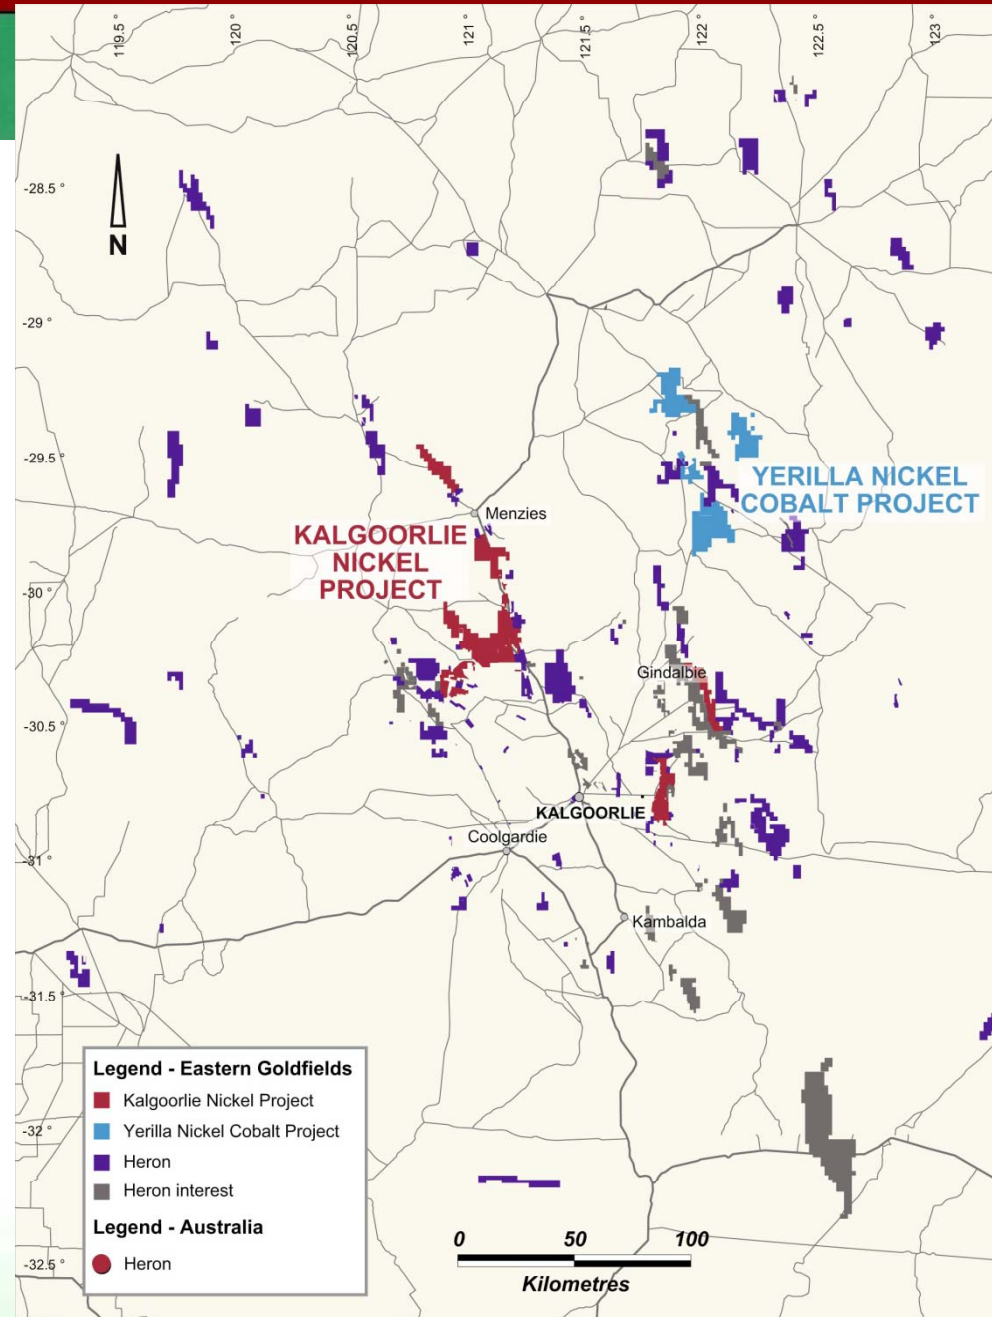 119.5 °
120 °
120.5 °
121 °
121.5 °
122 °
122.5 °
123 °
-28.5 °
N
-29 °
-29.5 °
YERILLA NICKEL
COBALT PROJECT
Menzies
KALGOORLIE
NICKEL
PROJECT
-30 °
Gindalbie
-30.5 °
KALGOORLIE
Coolgardie
-31 °
Kambalda
-31.5 °
Legend - Eastern Goldfields
Kalgoorlie Nickel Project
Yerilla Nickel Cobalt Project
Heron
Heron interest
Legend - Australia
Heron
-32 °
-32.5 °
0 50 100
Kilometres